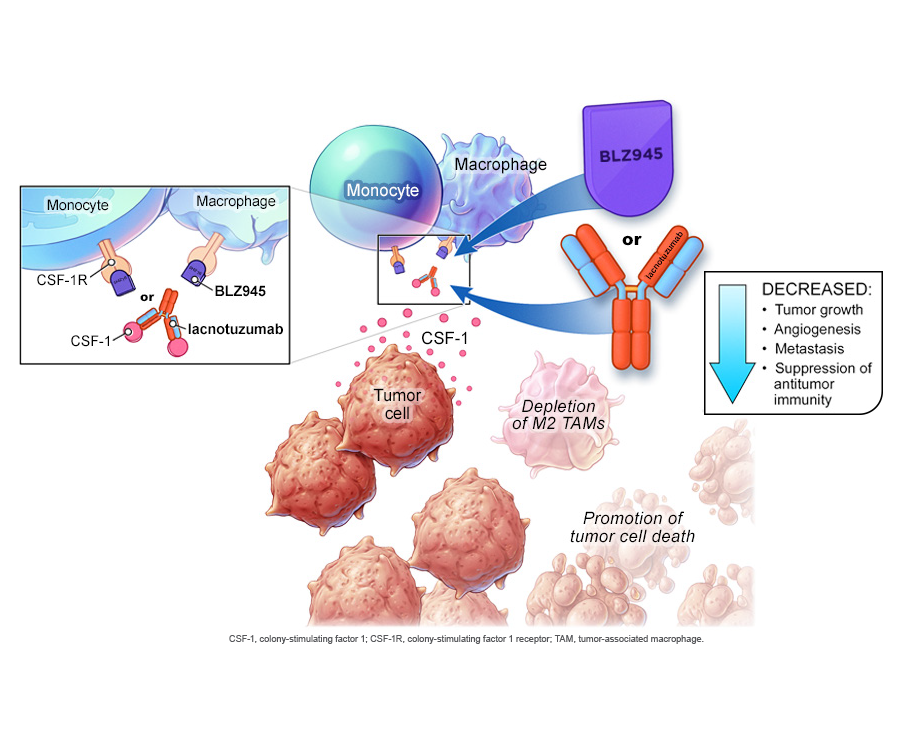 BLZ945
Macrophage
Monocyte
or
lacnotuzumab
Monocyte
Macrophage
CSF-1R
or
BLZ945
CSF-1
lacnotuzumab
CSF-1
Tumor
cell
DECREASED:
• Tumor growth
• Angiogenesis
• Metastasis
• Suppression of
antitumor
immunity
Depletion
of M2 TAMs
Promotion of
tumor cell death
CSF-1, colony-stimulating factor 1; CSF-1R, colony-stimulating factor 1 receptor; TAM, tumor-associated macrophage.